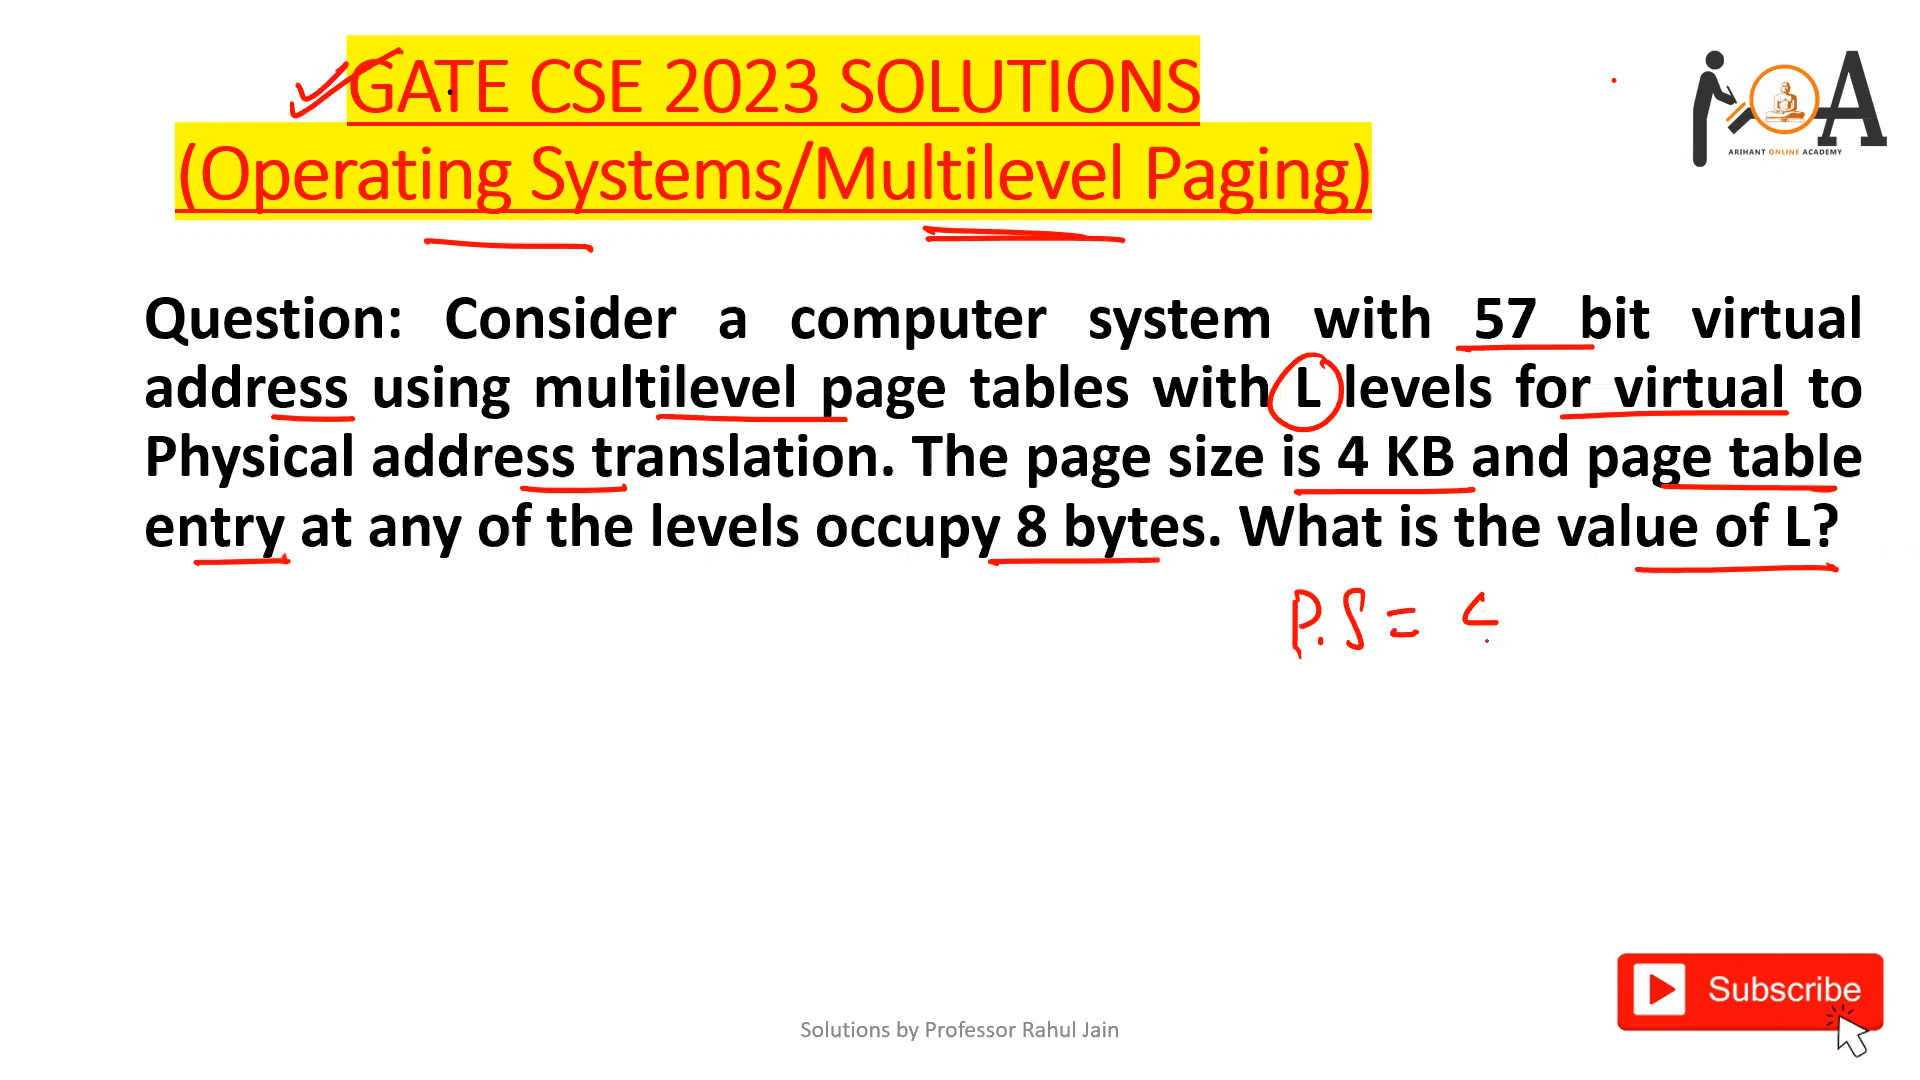 GATE CSE 2023 SOLUTIONS
(Operating Systems/Multilevel Paging)
ARIHANT ONLINE ACADEMY
Question: Consider a computer system with 57 bit virtual
address using multilevel page tables with L levels for virtual to
Physical address translation. The page size is 4 KB and page table
entry at any of the levels occupy 8 bytes. What is the value of L?
P.S =
Subscribe
Solutions by Professor Rahul Jain